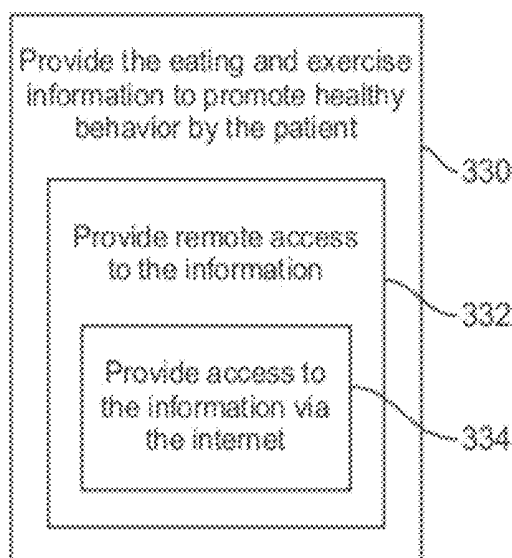 Provide the eating and exercise
information to promote healthy
behavior by the patient
330
Provide remote access
to the information
332
Provide access to
the information via
the internet
334